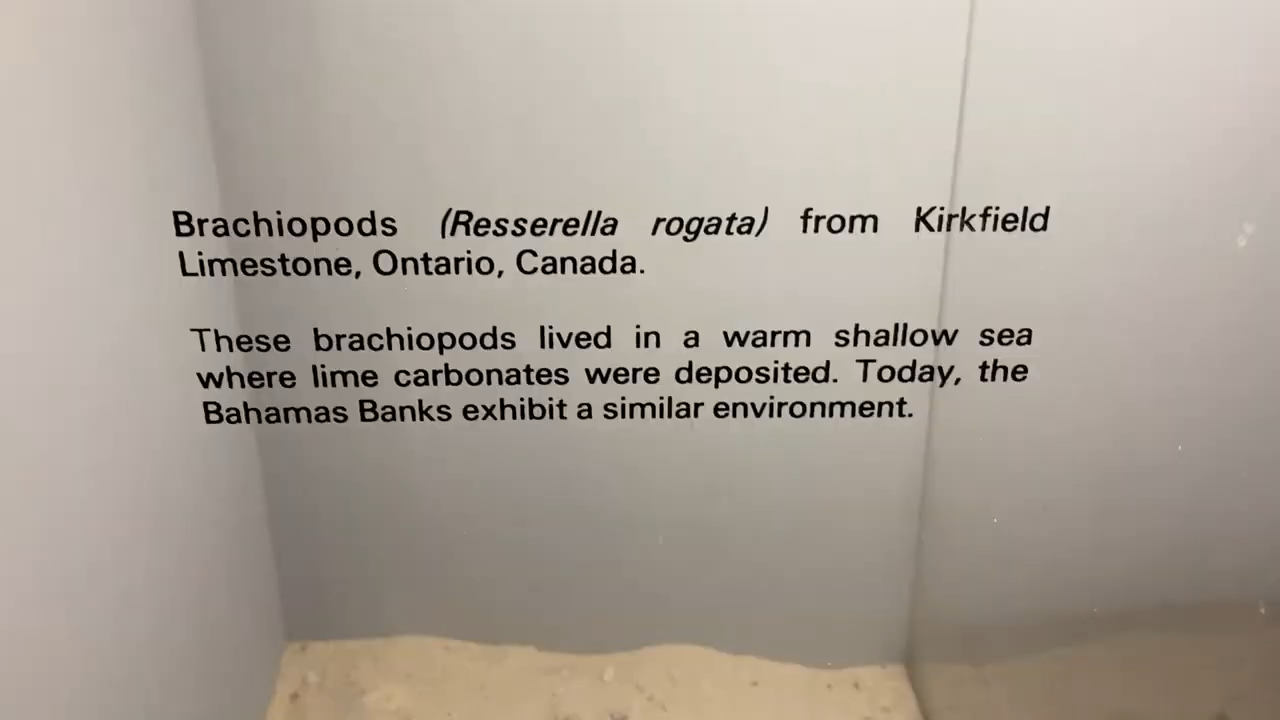 Brachiopods (Resserella rogata) from Kirkfield
Limestone, Ontario, Canada.
These brachiopods lived in a warm shallow sea
where lime carbonates were deposited. Today, the
Bahamas Banks exhibit a similar environment.